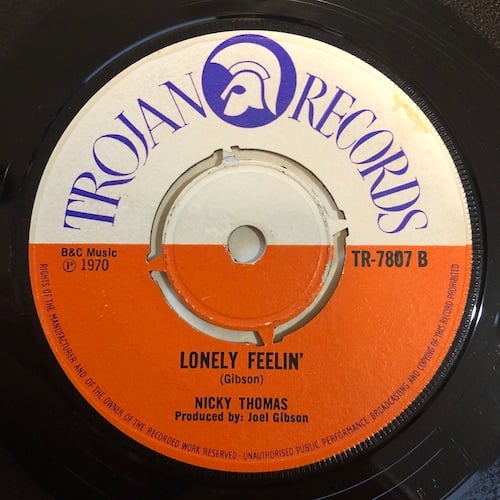 TROJAN RECORDS
B&C Music
Ⓟ 1970
TR-7807 B
LONELY FEELIN'
(Gibson)
NICKY THOMAS
Produced by: Joel Gibson
RIGHTS OF THE MANUFACTURER AND OF THE OWNER OF THE RECORDED WORK RESERVED - UNAUTHORISED PUBLIC PERFORMANCE BROADCASTING AND COPYING OF THIS RECORD PROHIBITED